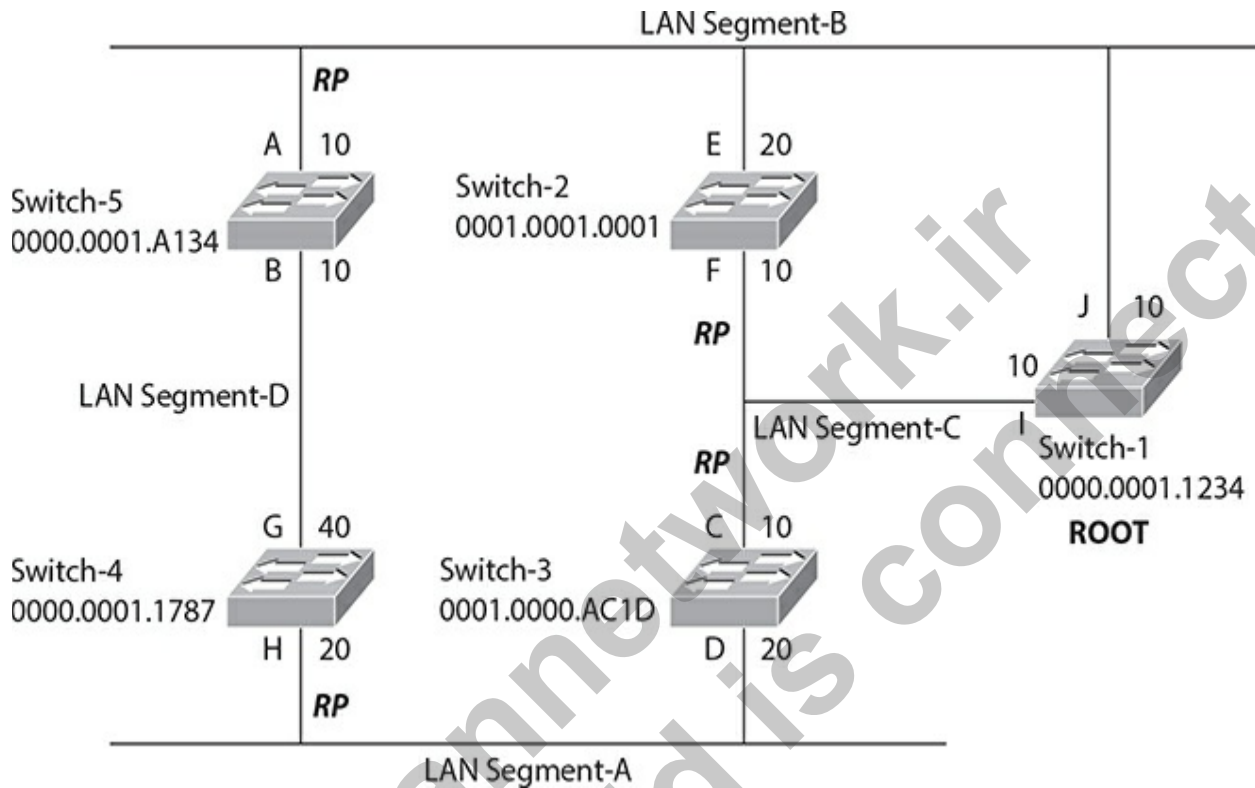 LAN Segment-B
RP
A 10
E 20
Switch-5
0000.0001.A134
Switch-2
0001.0001.0001
B 10
F 10
J 10
RP
10
LAN Segment-D
LAN Segment-C
I
Switch-1
0000.0001.1234
ROOT
RP
G 40
C 10
Switch-4
0000.0001.1787
Switch-3
0001.0000.AC1D
H 20
D 20
RP
LAN Segment-A